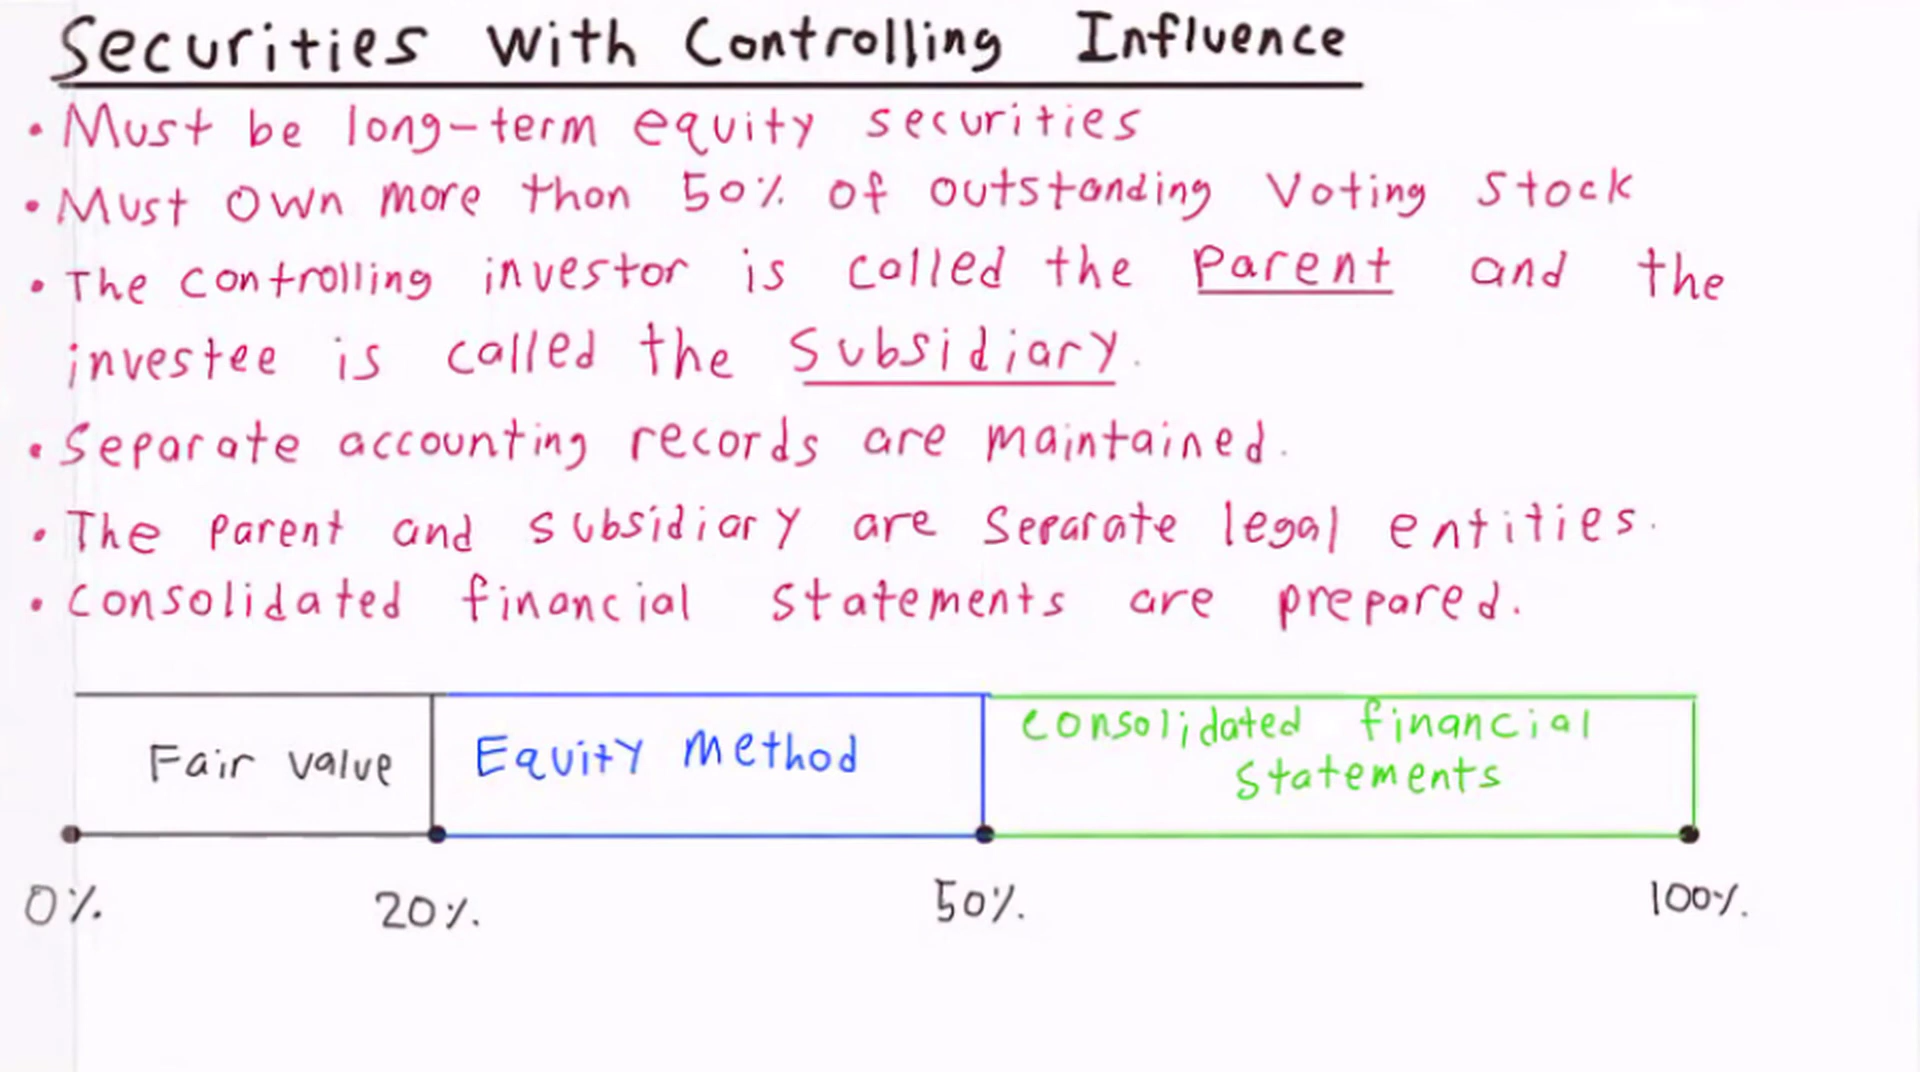 Securities with Controlling Influence
• Must be long-term equity securities
• Must own more than 50% of outstanding voting stock
• The controlling investor is called the parent and the
investee is called the subsidiary.
• Separate accounting records are maintained.
• The parent and subsidiary are separate legal entities.
• Consolidated financial statements are prepared.
Fair value
Equity Method
Consolidated financial
statements
0% 20% 50% 100%